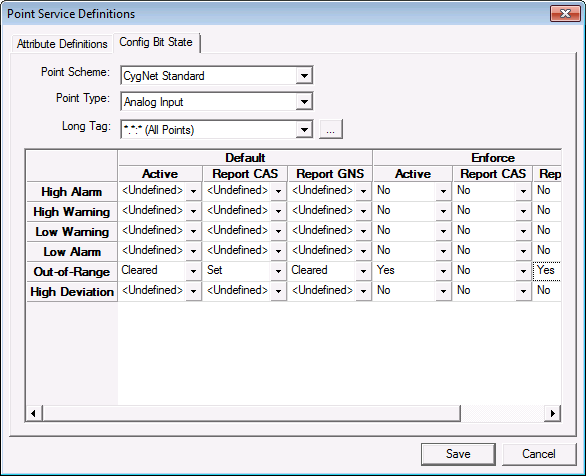 Point Service Definitions
Attribute Definitions Config Bit State
Point Scheme: CygNet Standard
Point Type: Analog Input
Long Tag: *.*:* (All Points) ...
Default Enforce
Active Report CAS Report GNS Active Report CAS Rep
High Alarm <Undefined> <Undefined> <Undefined> No No No
High Warning <Undefined> <Undefined> <Undefined> No No No
Low Warning <Undefined> <Undefined> <Undefined> No No No
Low Alarm <Undefined> <Undefined> <Undefined> No No No
Out-of-Range Cleared Set Cleared Yes No Yes
High Deviation <Undefined> <Undefined> <Undefined> No No No
Save Cancel